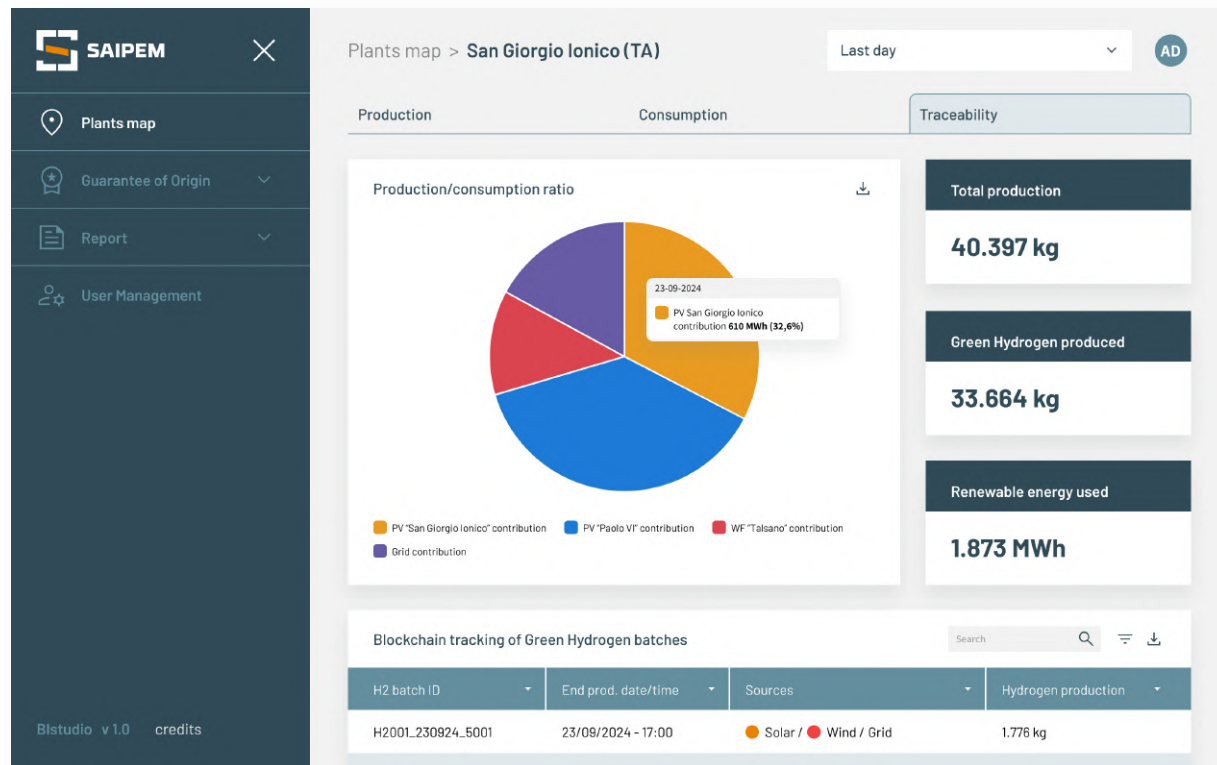 SAIPEM
Plants map
Guarantee of Origin
Report
User Management
BIstudio v 1.0 credits
Plants map > San Giorgio Ionico (TA)
Last day
AD
Production
Consumption
Traceability
Production/consumption ratio
23-09-2024
PV San Giorgio Ionico
contribution 610 MWh (32,6%)
PV "San Giorgio Ionico" contribution
PV "Paolo VI" contribution
WF "Talsano" contribution
Grid contribution
Total production
40.397 kg
Green Hydrogen produced
33.664 kg
Renewable energy used
1.873 MWh
Blockchain tracking of Green Hydrogen batches
Search
H2 batch ID
End prod. date/time
Sources
Hydrogen production
H2001_230924_5001
23/09/2024 - 17:00
Solar / Wind / Grid
1.776 kg